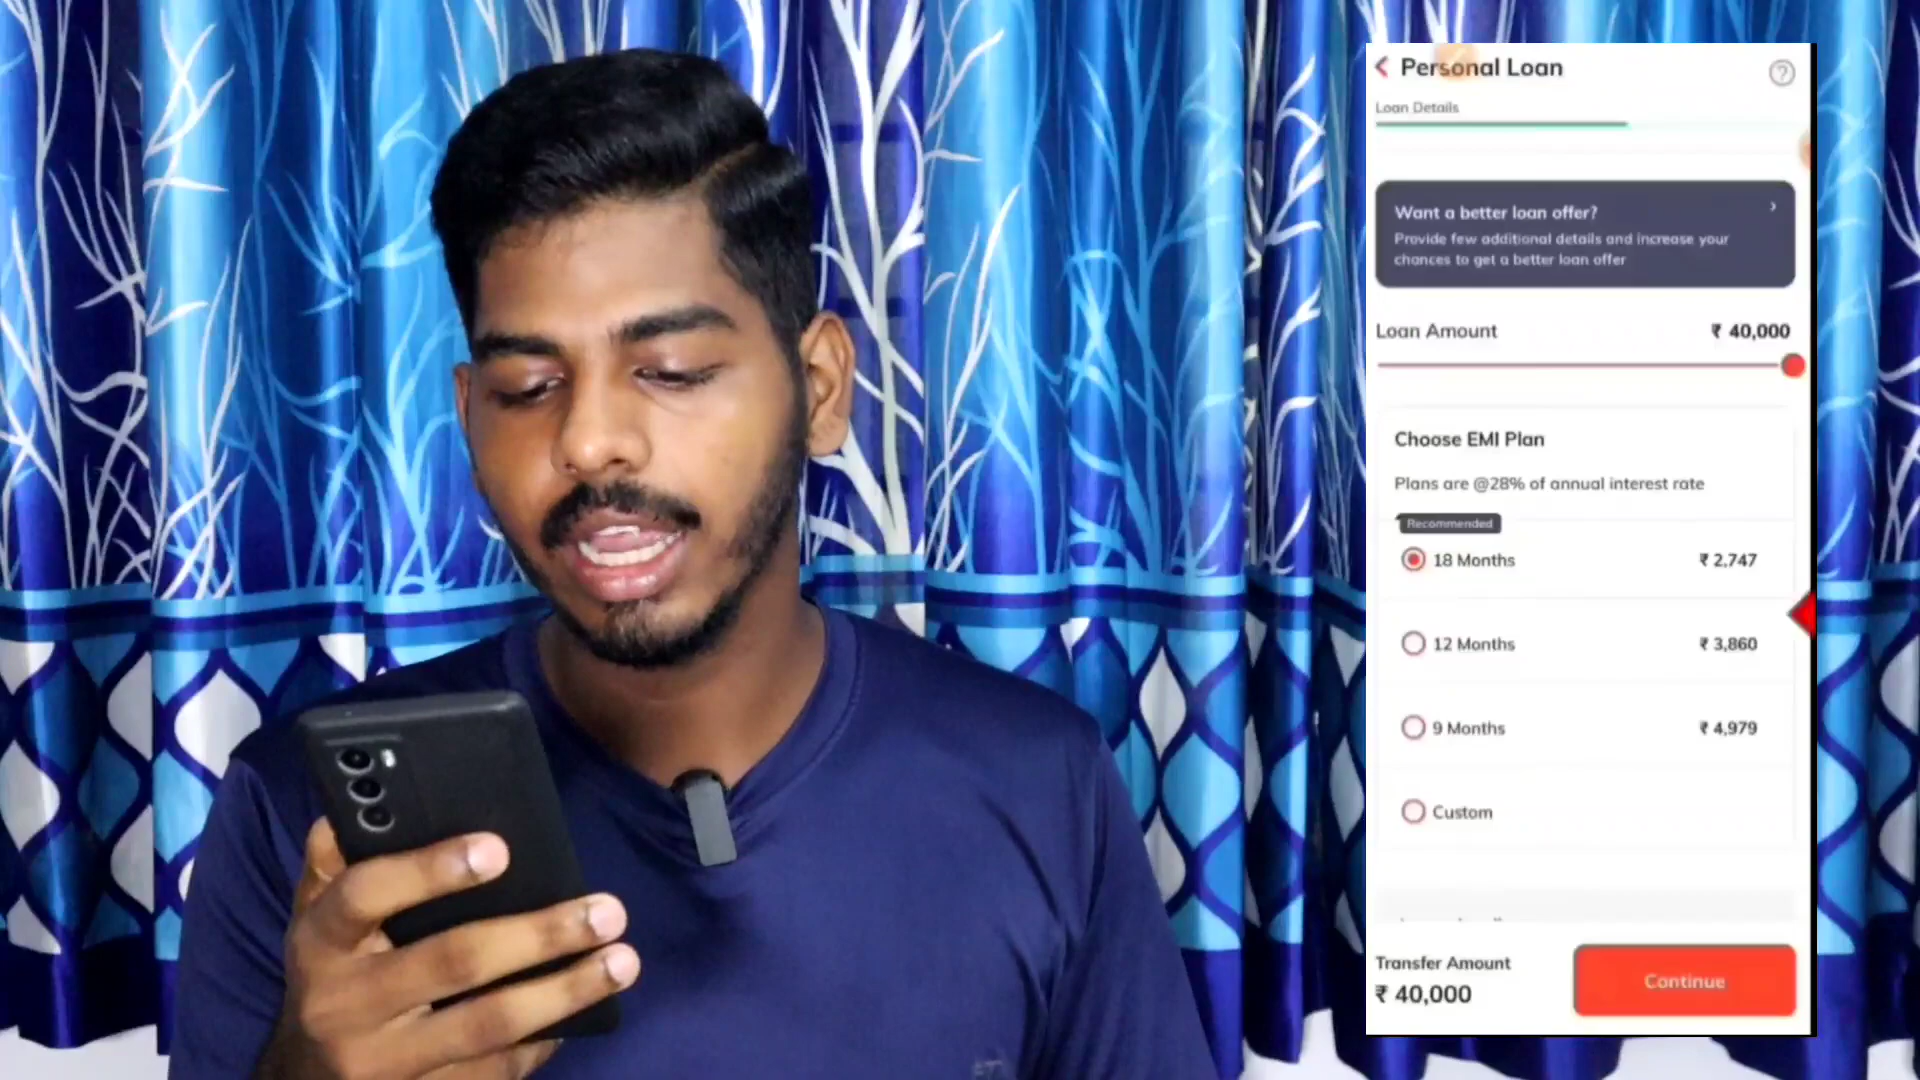 Personal Loan
Loan Details
Want a better loan offer?
Provide few additional details and increase your
chances to get a better loan offer
Loan Amount ₹ 40,000
Choose EMI Plan
Plans are @28% of annual interest rate
Recommended
18 Months ₹ 2,747
12 Months ₹ 3,860
9 Months ₹ 4,979
Custom
Transfer Amount
₹ 40,000
Continue